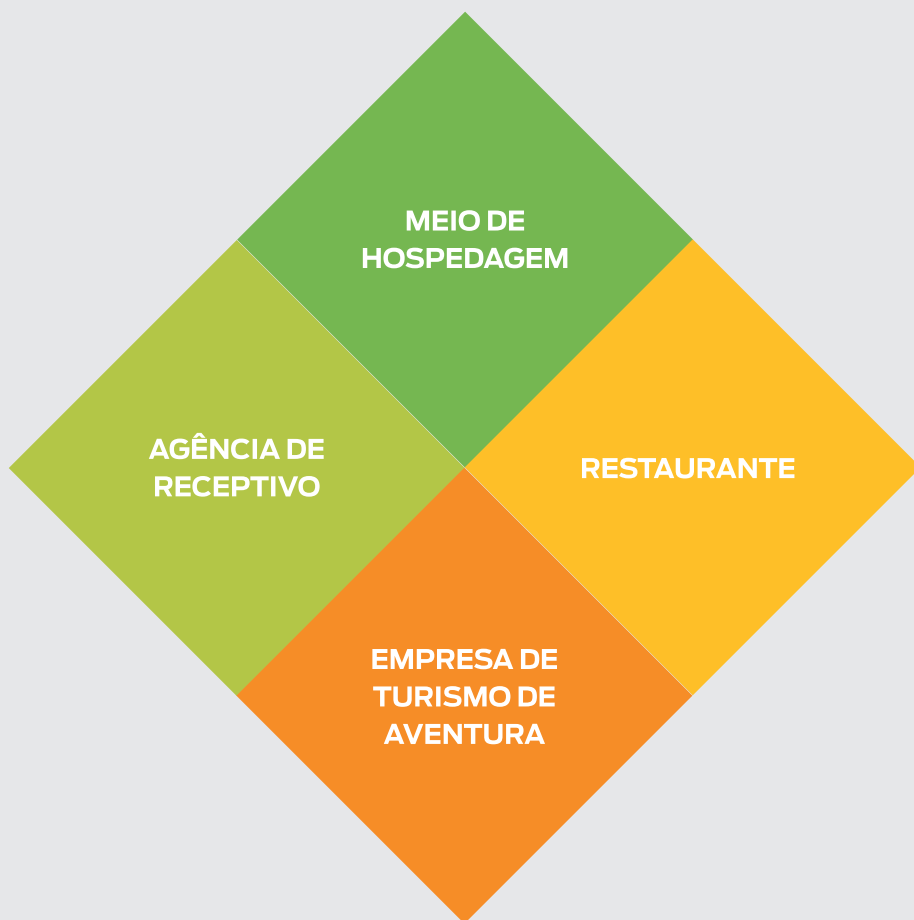 MEIO DE
HOSPEDAGEM
AGÊNCIA DE
RECEPTIVO
RESTAURANTE
EMPRESA DE
TURISMO DE
AVENTURA